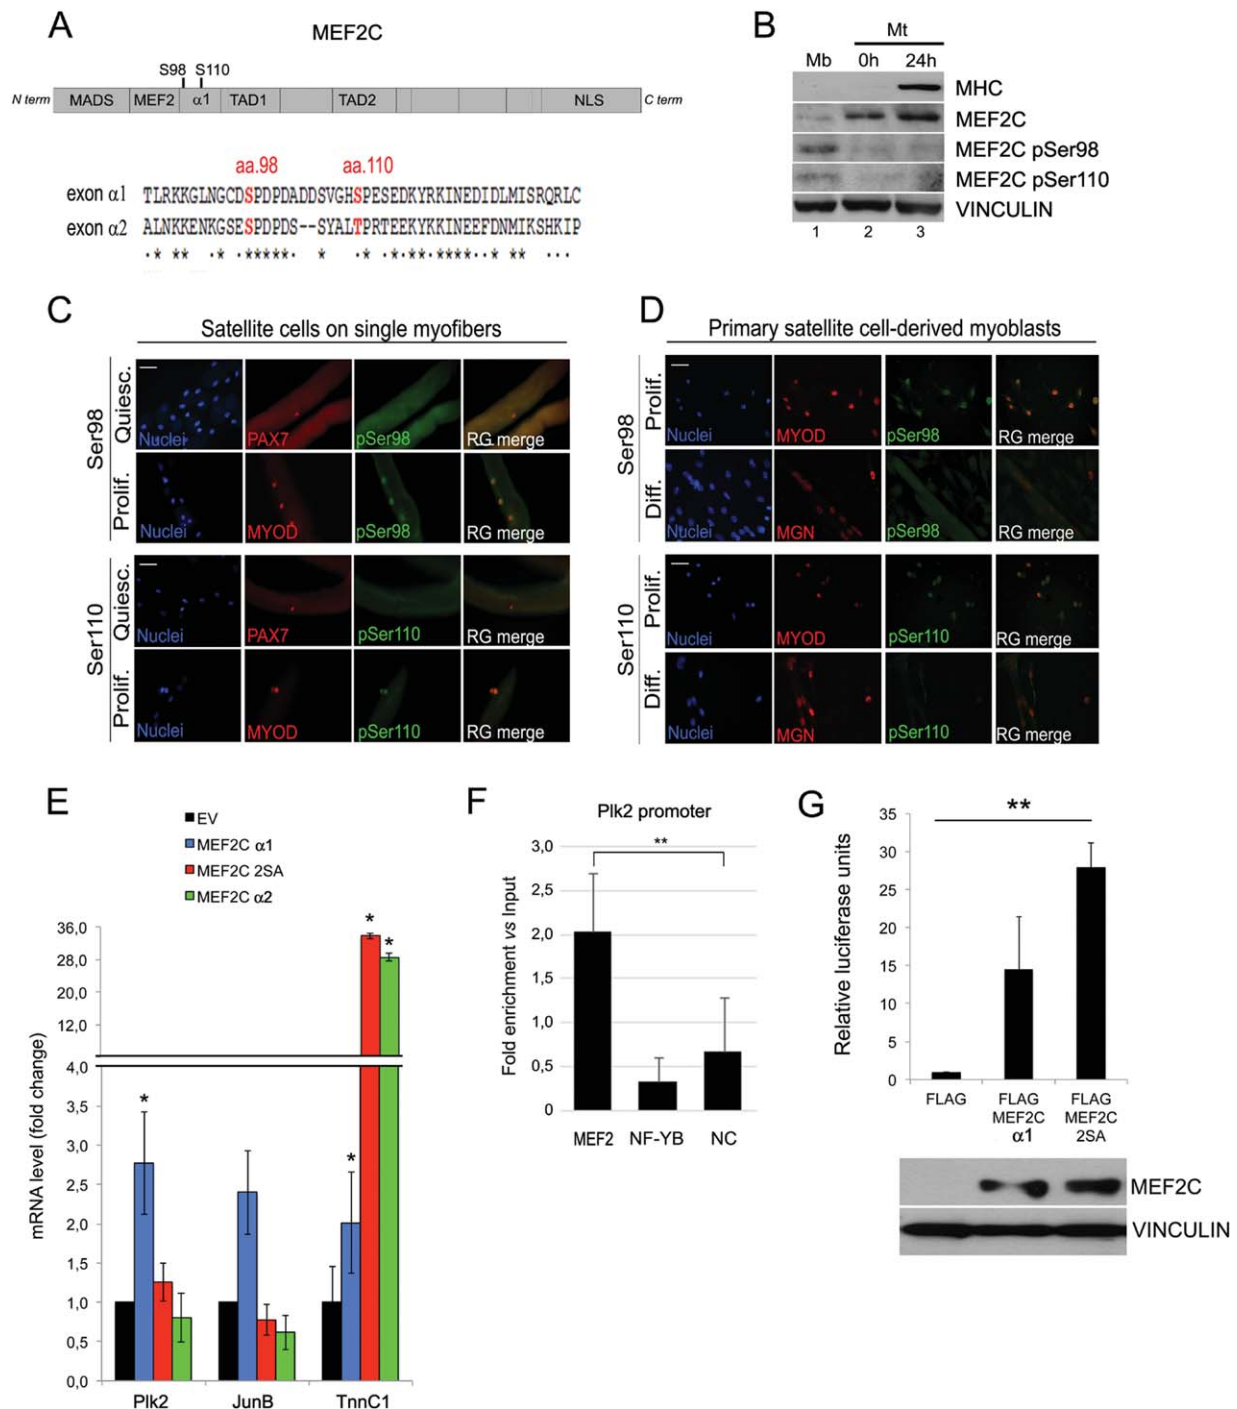 A
MEF2C
S98 S110
N term MADS MEF2 α1 TAD1 TAD2 NLS C term
aa.98 aa.110
exon α1 TLRKKGLNGCDSPDPDADDSVGHSPESEDKYRKINEDIDLMISRQRLC
exon α2 ALNKKENKGSESPDPDS--SYALTPRTEEKYKKINEEFDNMIKSHKIP
B
Mt
Mb 0h 24h
MHC
MEF2C
MEF2C pSer98
MEF2C pSer110
VINCULIN
1 2 3
C
Satellite cells on single myofibers
Ser98
Quiesc.
Nuclei PAX7 pSer98 RG merge
Prolif.
Nuclei MYOD pSer98 RG merge
Ser110
Quiesc.
Nuclei PAX7 pSer110 RG merge
Prolif.
Nuclei MYOD pSer110 RG merge
D
Primary satellite cell-derived myoblasts
Ser98
Prolif.
Nuclei MYOD pSer98 RG merge
Diff.
Nuclei MGN pSer98 RG merge
Ser110
Prolif.
Nuclei MYOD pSer110 RG merge
Diff.
Nuclei MGN pSer110 RG merge
E
EV
MEF2C α1
MEF2C 2SA
MEF2C α2
mRNA level (fold change)
36,0
28,0
20,0
12,0
4,0
3,5
3,0
2,5
2,0
1,5
1,0
0,5
0,0
* * * *
Plk2 JunB TnnC1
F
Plk2 promoter
**
Fold enrichment vs Input
3,0
2,5
2,0
1,5
1,0
0,5
0
MEF2 NF-YB NC
G
**
Relative luciferase units
35
30
25
20
15
10
5
0
FLAG FLAG FLAG
MEF2C MEF2C
α1 2SA
MEF2C
VINCULIN